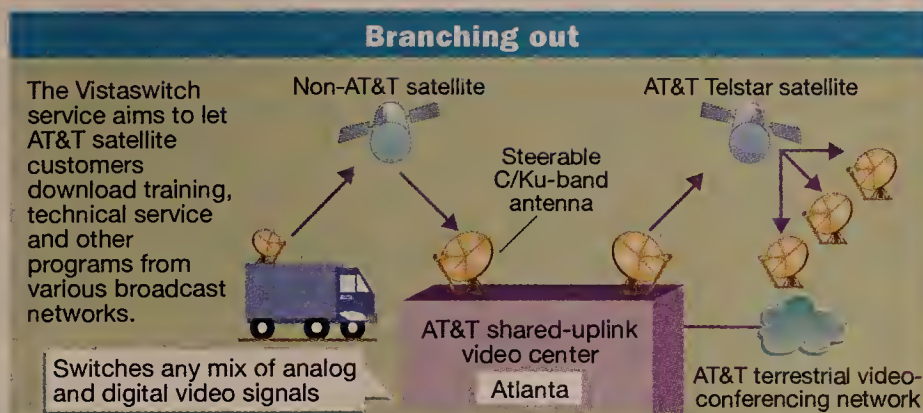 Branching out
The Vistaswitch
service aims to let
AT&T satellite
customers
download training,
technical service
and other
programs from
various broadcast
networks.
Non-AT&T satellite
AT&T Telstar satellite
Steerable
C/Ku-band
antenna
Switches any mix of analog
and digital video signals
AT&T shared-uplink
video center
Atlanta
AT&T terrestrial video-
conferencing network